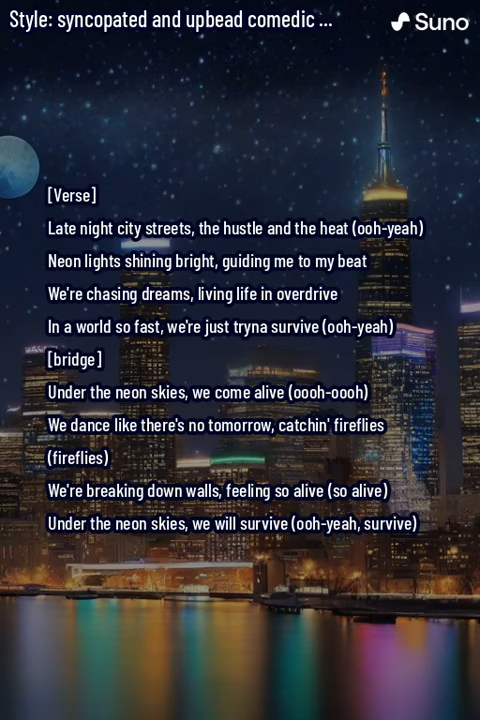 Style: syncopated and upbead comedic ...
Suno
[Verse]
Late night city streets, the hustle and the heat (ooh-yeah)
Neon lights shining bright, guiding me to my beat
We're chasing dreams, living life in overdrive
In a world so fast, we're just tryna survive (ooh-yeah)
[bridge]
Under the neon skies, we come alive (oooh-oooh)
We dance like there's no tomorrow, catchin' fireflies
(fireflies)
We're breaking down walls, feeling so alive (so alive)
Under the neon skies, we will survive (ooh-yeah, survive)